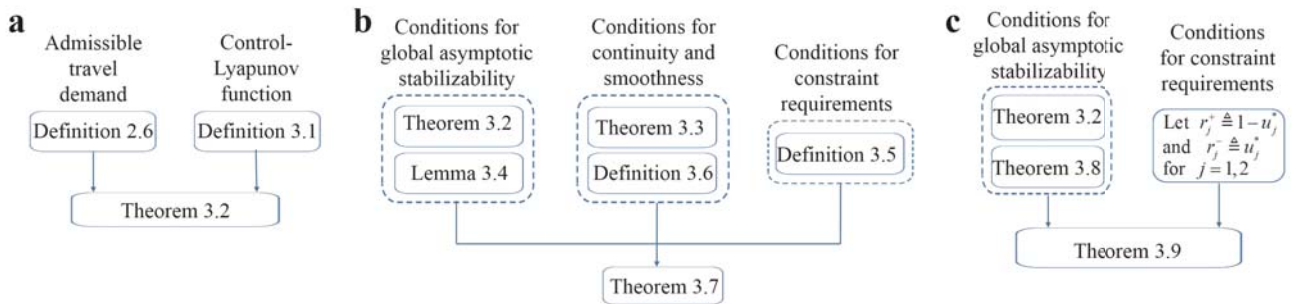 a
Admissible
travel
demand
Definition 2.6
Control-
Lyapunov
function
Definition 3.1
Theorem 3.2
b
Conditions for
global asymptotic
stabilizability
Theorem 3.2
Lemma 3.4
Conditions for
continuity and
smoothness
Theorem 3.3
Definition 3.6
Conditions for
constraint
requirements
Definition 3.5
Theorem 3.7
c
Conditions for
global asymptotic
stabilizability
Theorem 3.2
Theorem 3.8
Conditions
for constraint
requirements
Let r_j^+ ≜ 1 − u_j^*
and r_j^- ≜ u_j^*
for j = 1, 2
Theorem 3.9